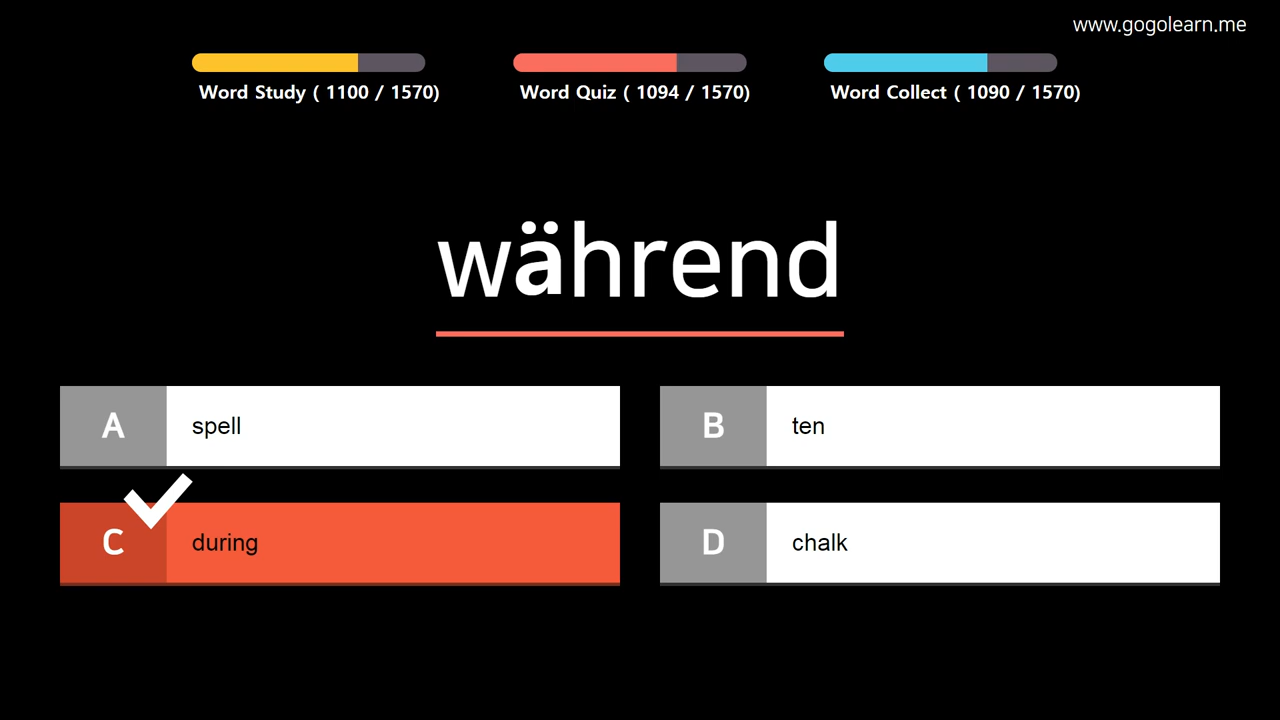 www.gogolearn.me
Word Study ( 1100 / 1570)
Word Quiz ( 1094 / 1570)
Word Collect ( 1090 / 1570)
während
A spell
B ten
C during
D chalk